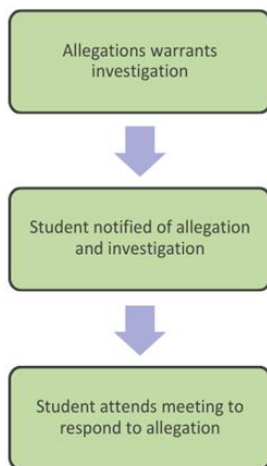 Allegations warrants
investigation
Student notified of allegation
and investigation
Student attends meeting to
respond to allegation